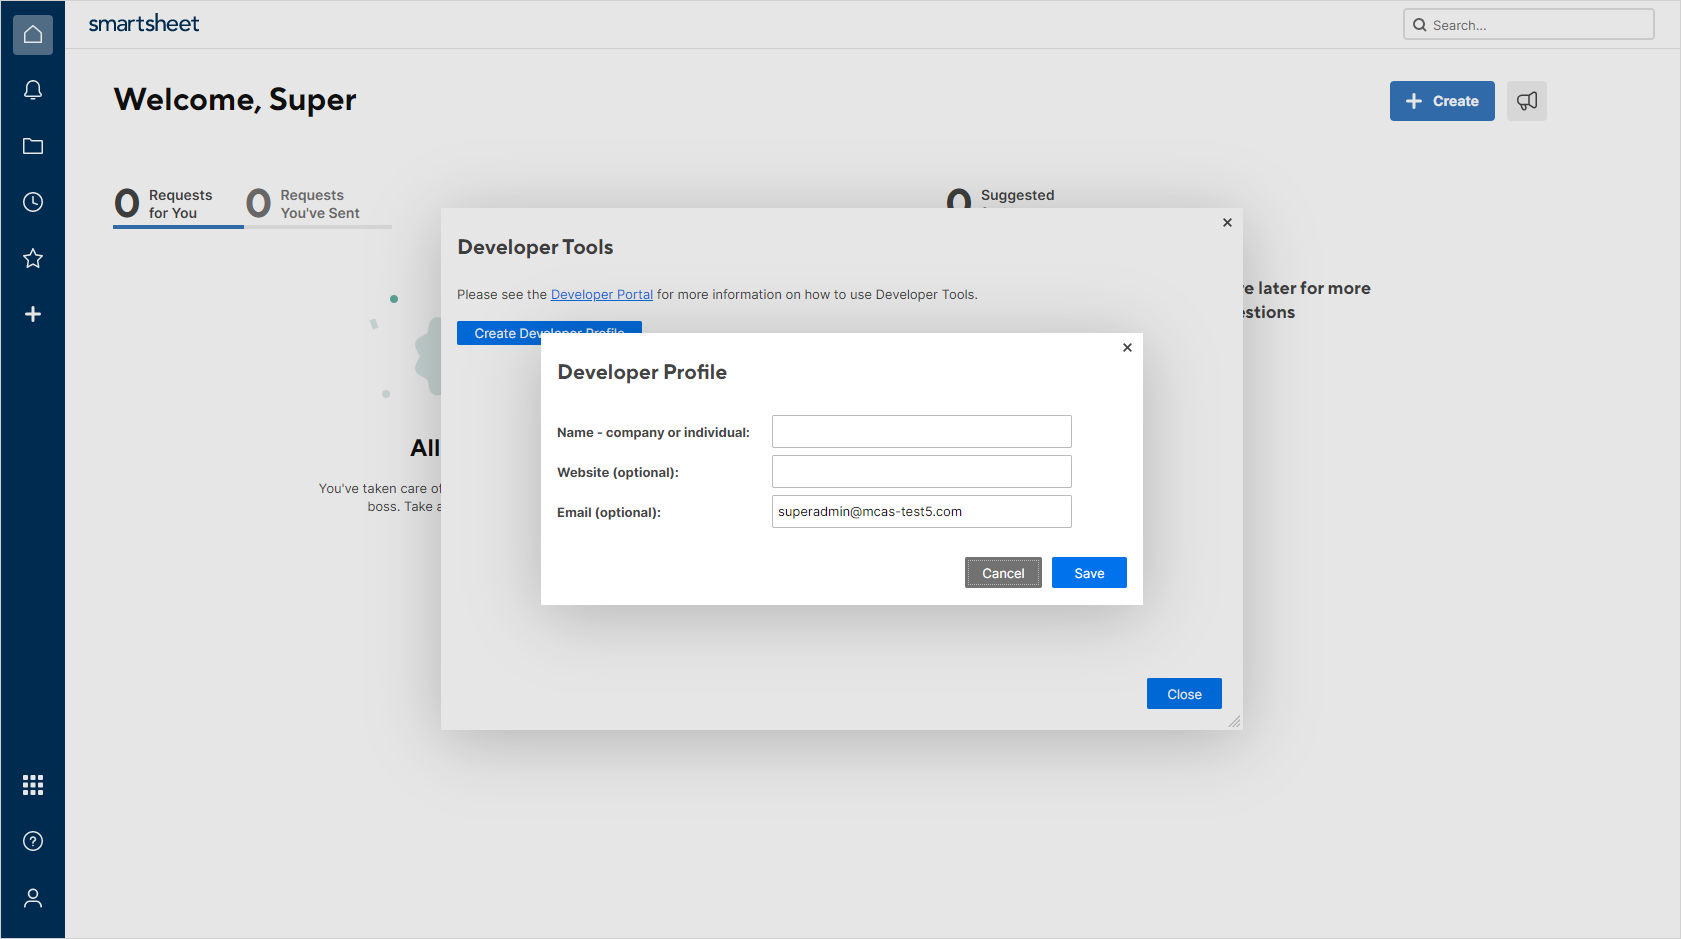 smartsheet
Search...
Welcome, Super
Create
0 Requests
for You
0 Requests
You've Sent
0 Suggested
Developer Tools
Please see the Developer Portal for more information on how to use Developer Tools.
Create Developer Profile
e later for more
estions
Developer Profile
Name - company or individual:
Website (optional):
Email (optional): superadmin@mcas-test5.com
Cancel
Save
All
You've taken care of
boss. Take a
Close